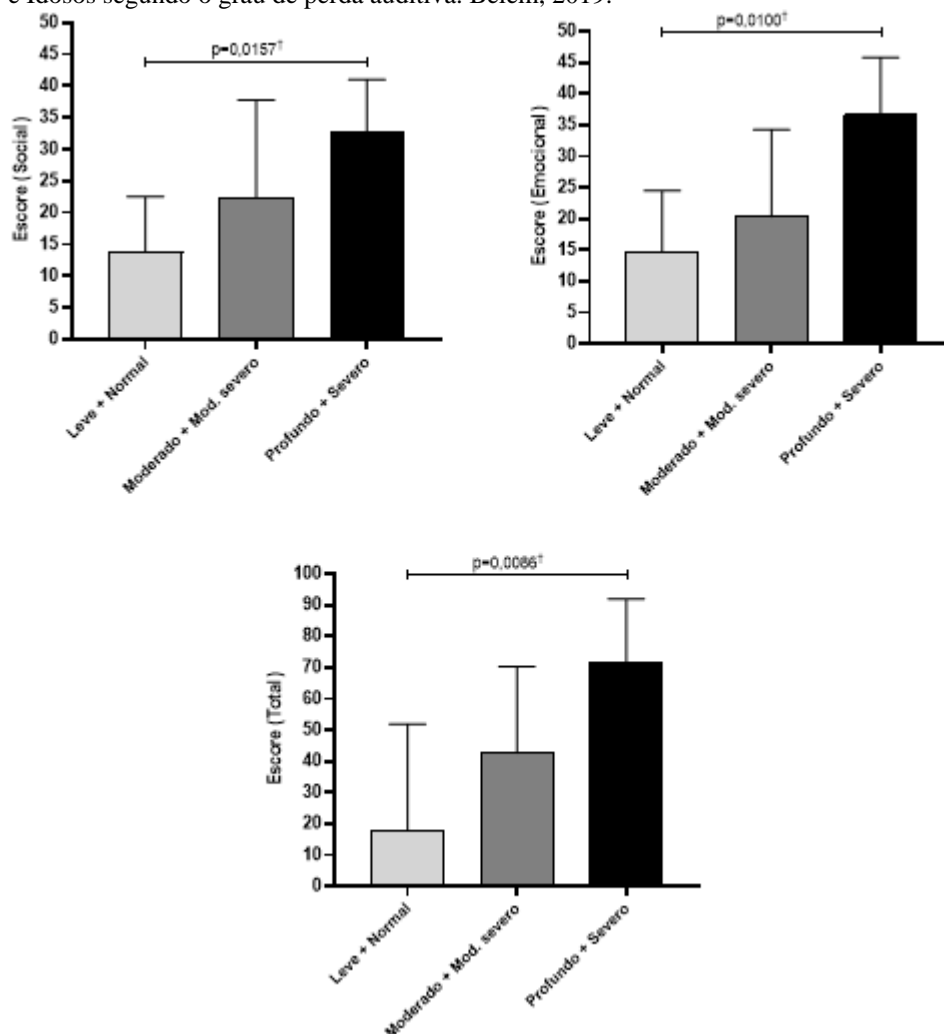 e Idosos segundo o grau de perda auditiva. Belém, 2019.
p=0,0157†
Escore (Social)
50
45
40
35
30
25
20
15
10
5
0
Leve + Normal
Moderado + Mod. severo
Profundo + Severo
p=0,0100†
Escore (Emocional)
50
45
40
35
30
25
20
15
10
5
0
Leve + Normal
Moderado + Mod. severo
Profundo + Severo
p=0,0086†
Escore (Total)
100
90
80
70
60
50
40
30
20
10
0
Leve + Normal
Moderado + Mod. severo
Profundo + Severo